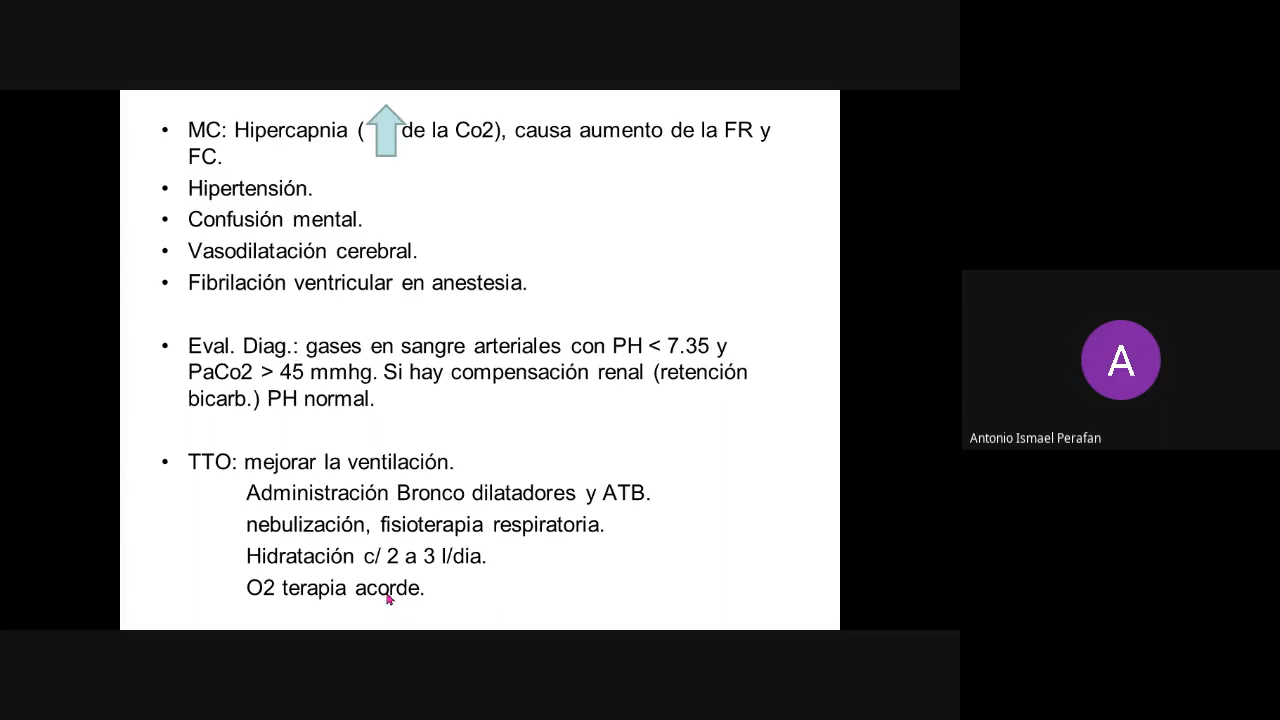 • MC: Hipercapnia ( de la Co2), causa aumento de la FR y
FC.
• Hipertensión.
• Confusión mental.
• Vasodilatación cerebral.
• Fibrilación ventricular en anestesia.
• Eval. Diag.: gases en sangre arteriales con PH < 7.35 y
PaCo2 > 45 mmhg. Si hay compensación renal (retención
bicarb.) PH normal.
• TTO: mejorar la ventilación.
Administración Bronco dilatadores y ATB.
nebulización, fisioterapia respiratoria.
Hidratación c/ 2 a 3 l/dia.
O2 terapia acorde.
A
Antonio Ismael Perafan